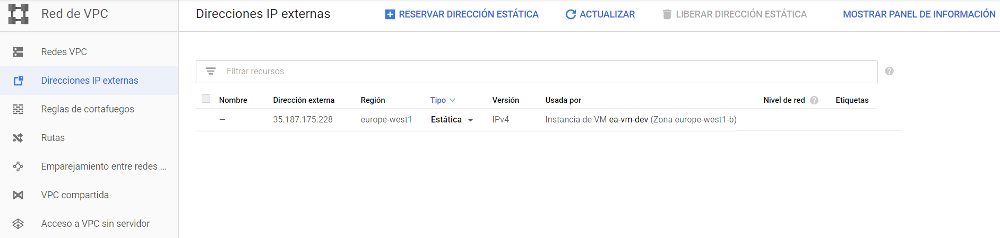 Red de VPC
Direcciones IP externas
RESERVAR DIRECCIÓN ESTÁTICA
ACTUALIZAR
LIBERAR DIRECCIÓN ESTÁTICA
MOSTRAR PANEL DE INFORMACIÓN
Redes VPC
Direcciones IP externas
Reglas de cortafuegos
Rutas
Emparejamiento entre redes ...
VPC compartida
Acceso a VPC sin servidor
Filtrar recursos
?
Nombre Dirección externa Región Tipo Versión Usada por Nivel de red ? Etiquetas
— 35.187.175.228 europe-west1 Estática IPv4 Instancia de VM ea-vm-dev (Zona europe-west1-b)